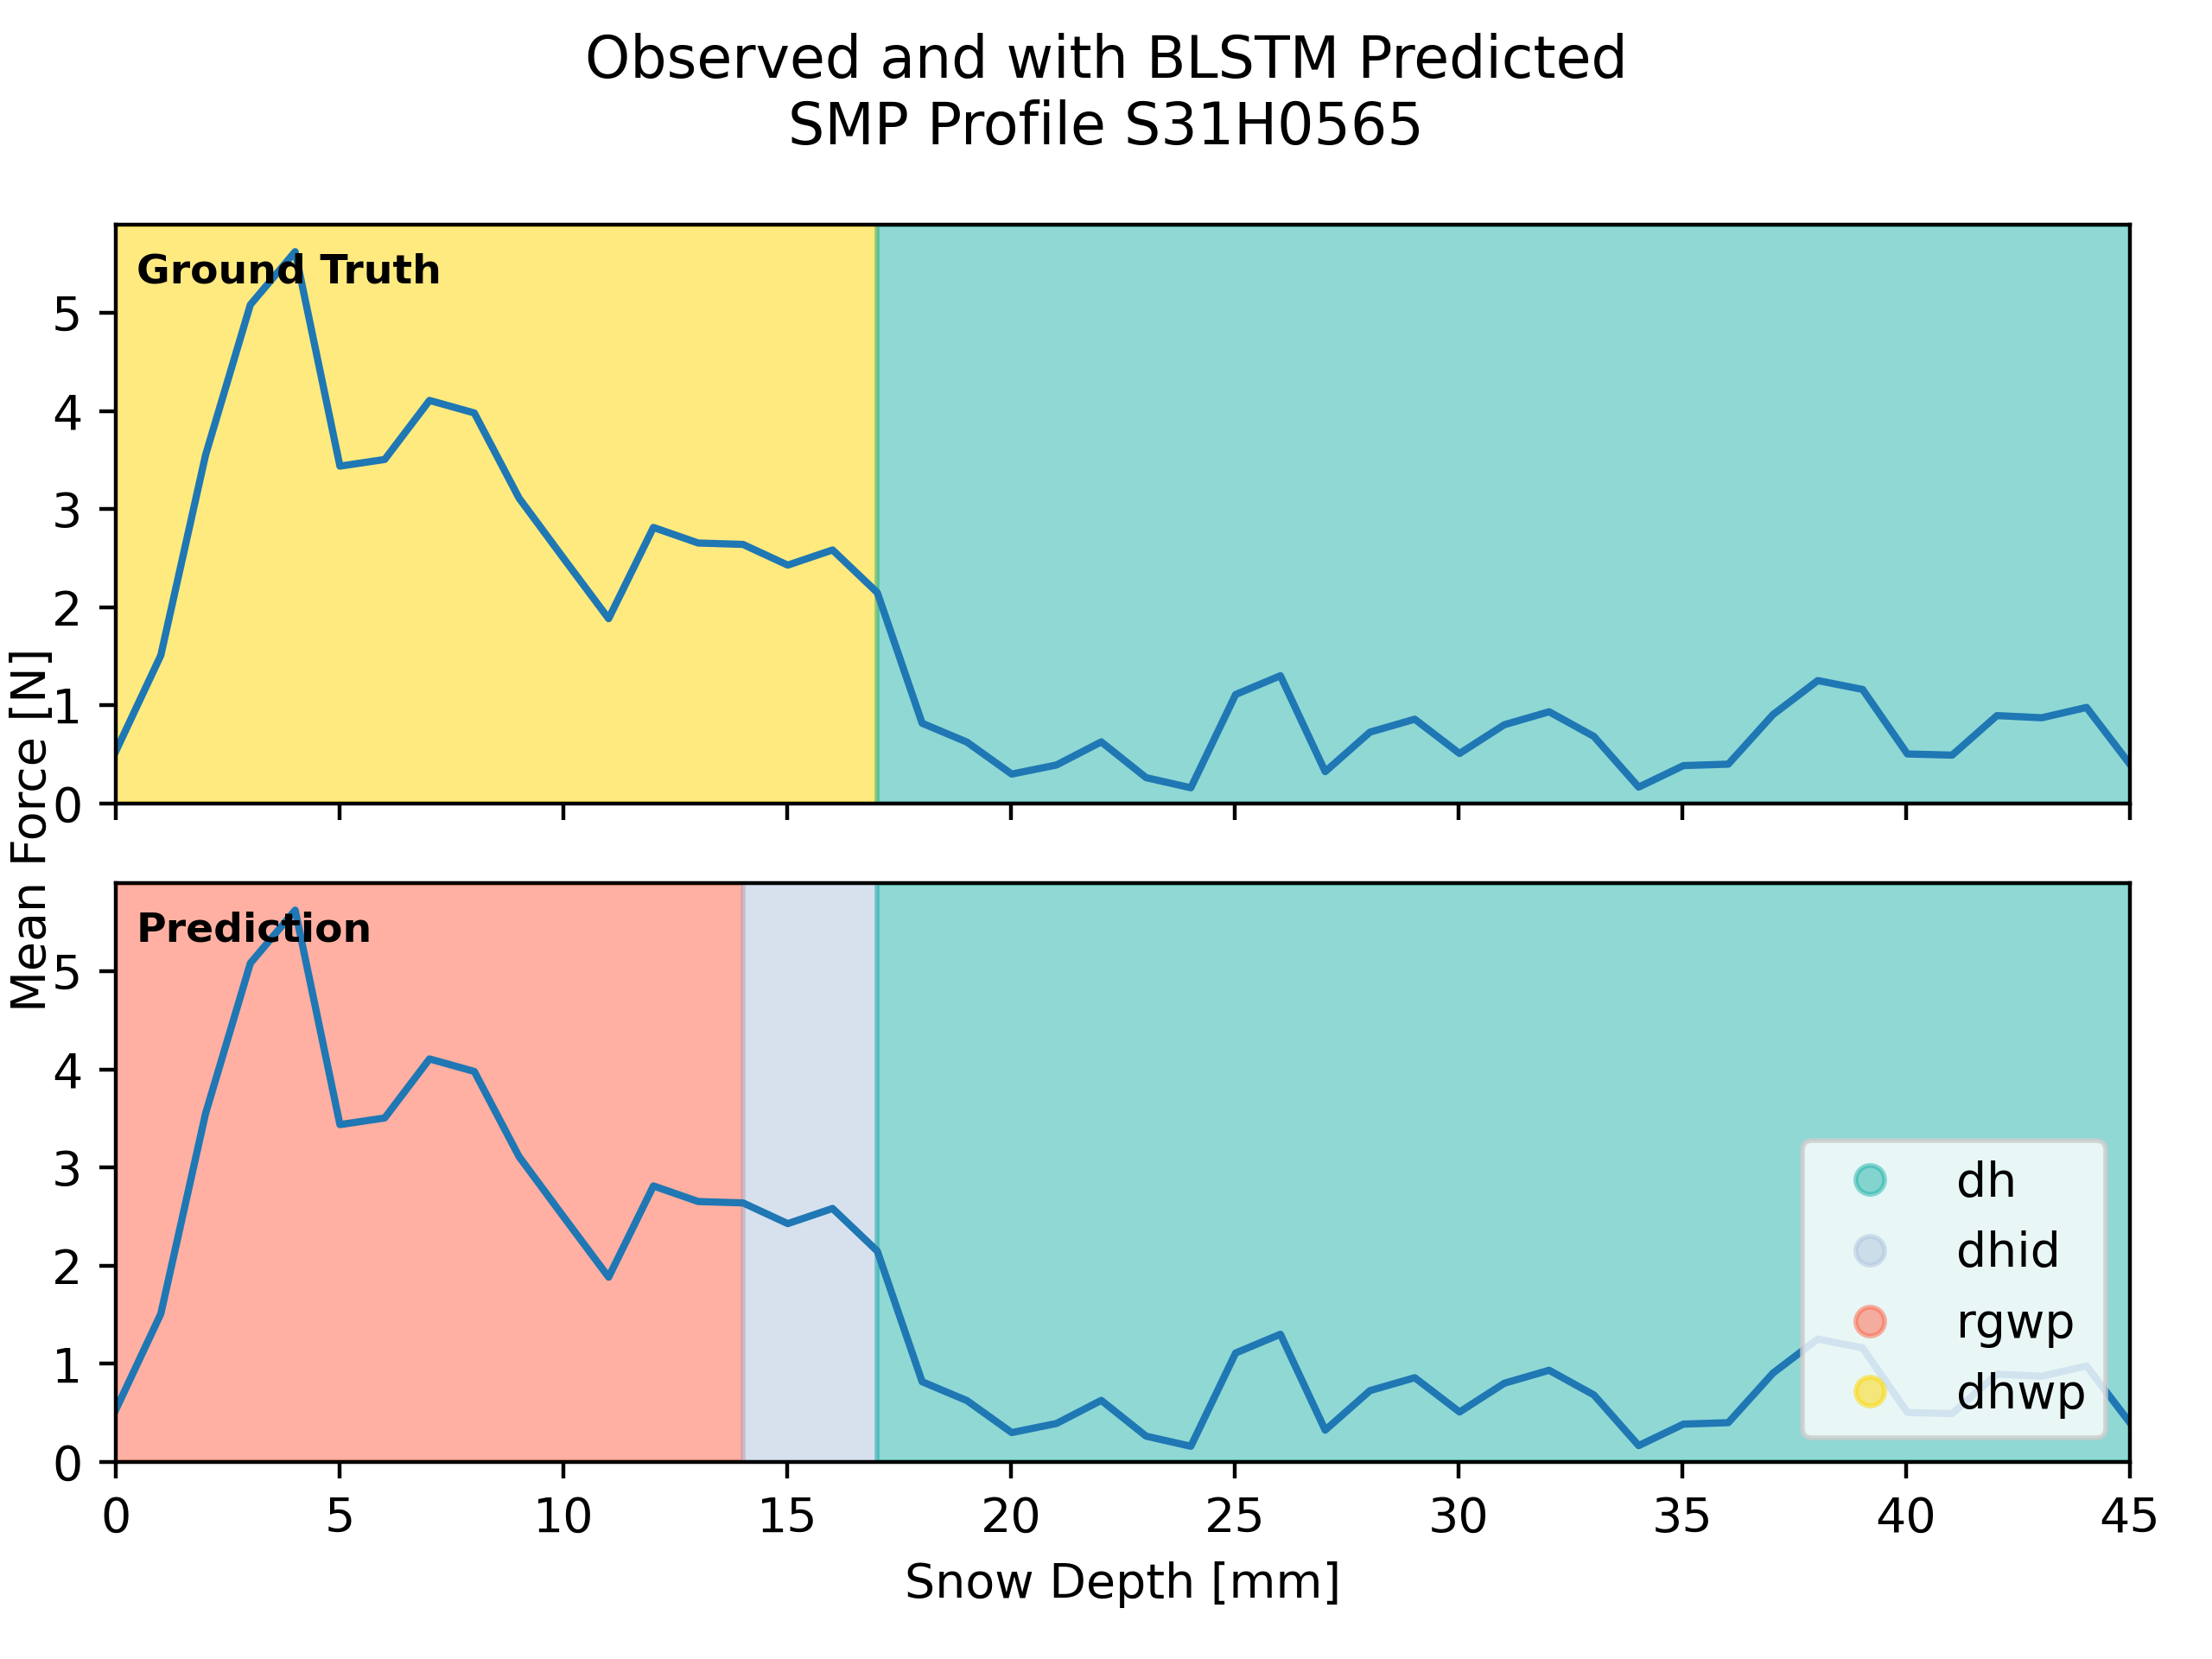 Observed and with BLSTM Predicted
SMP Profile S31H0565
Mean Force [N]
Ground Truth
5
4
3
2
1
0
Prediction
5
4
3
2
1
0
dh
dhid
rgwp
dhwp
0 5 10 15 20 25 30 35 40 45
Snow Depth [mm]